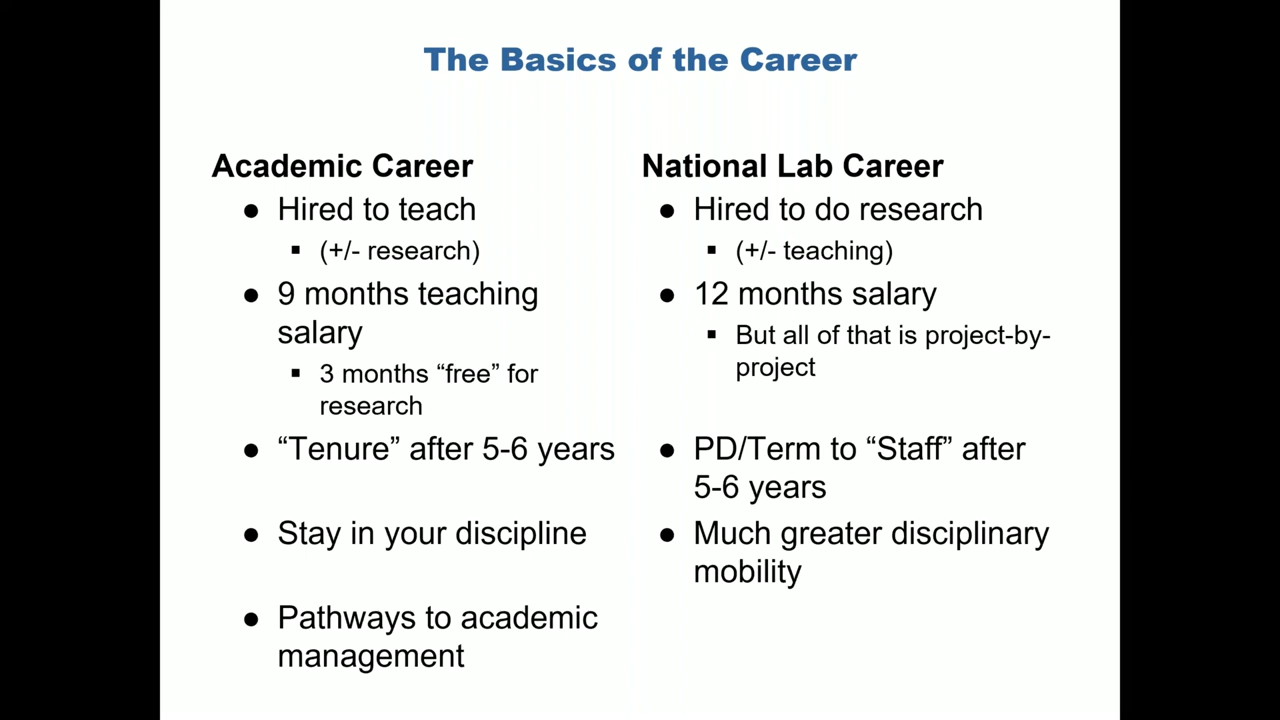 The Basics of the Career
Academic Career
● Hired to teach
▪ (+/- research)
● 9 months teaching
salary
▪ 3 months “free” for
research
● “Tenure” after 5-6 years
● Stay in your discipline
● Pathways to academic
management
National Lab Career
● Hired to do research
▪ (+/- teaching)
● 12 months salary
▪ But all of that is project-by-
project
● PD/Term to “Staff” after
5-6 years
● Much greater disciplinary
mobility